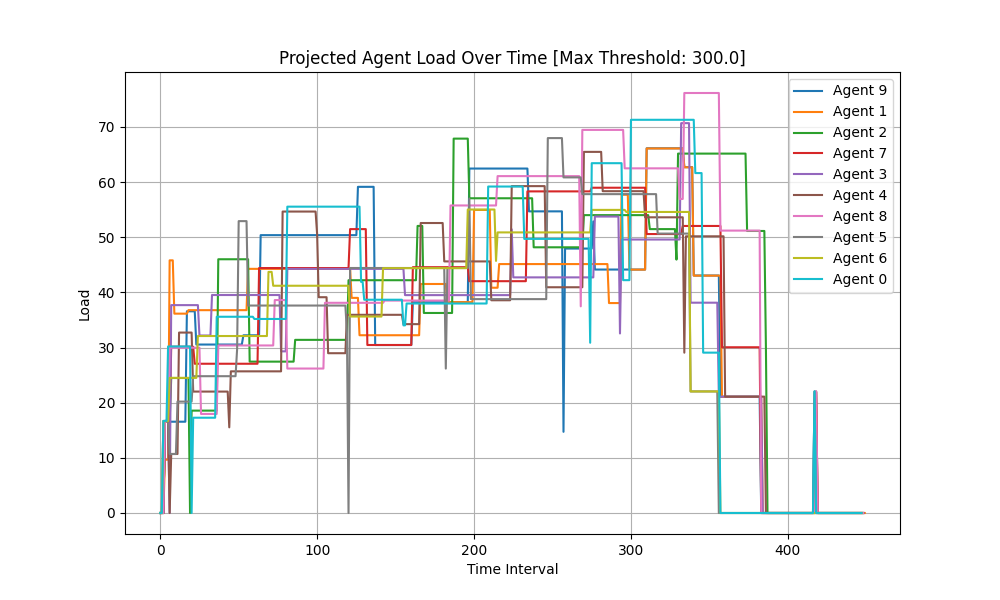 Projected Agent Load Over Time [Max Threshold: 300.0]
Load
70
60
50
40
30
20
10
0
0 100 200 300 400
Time Interval
Agent 9
Agent 1
Agent 2
Agent 7
Agent 3
Agent 4
Agent 8
Agent 5
Agent 6
Agent 0